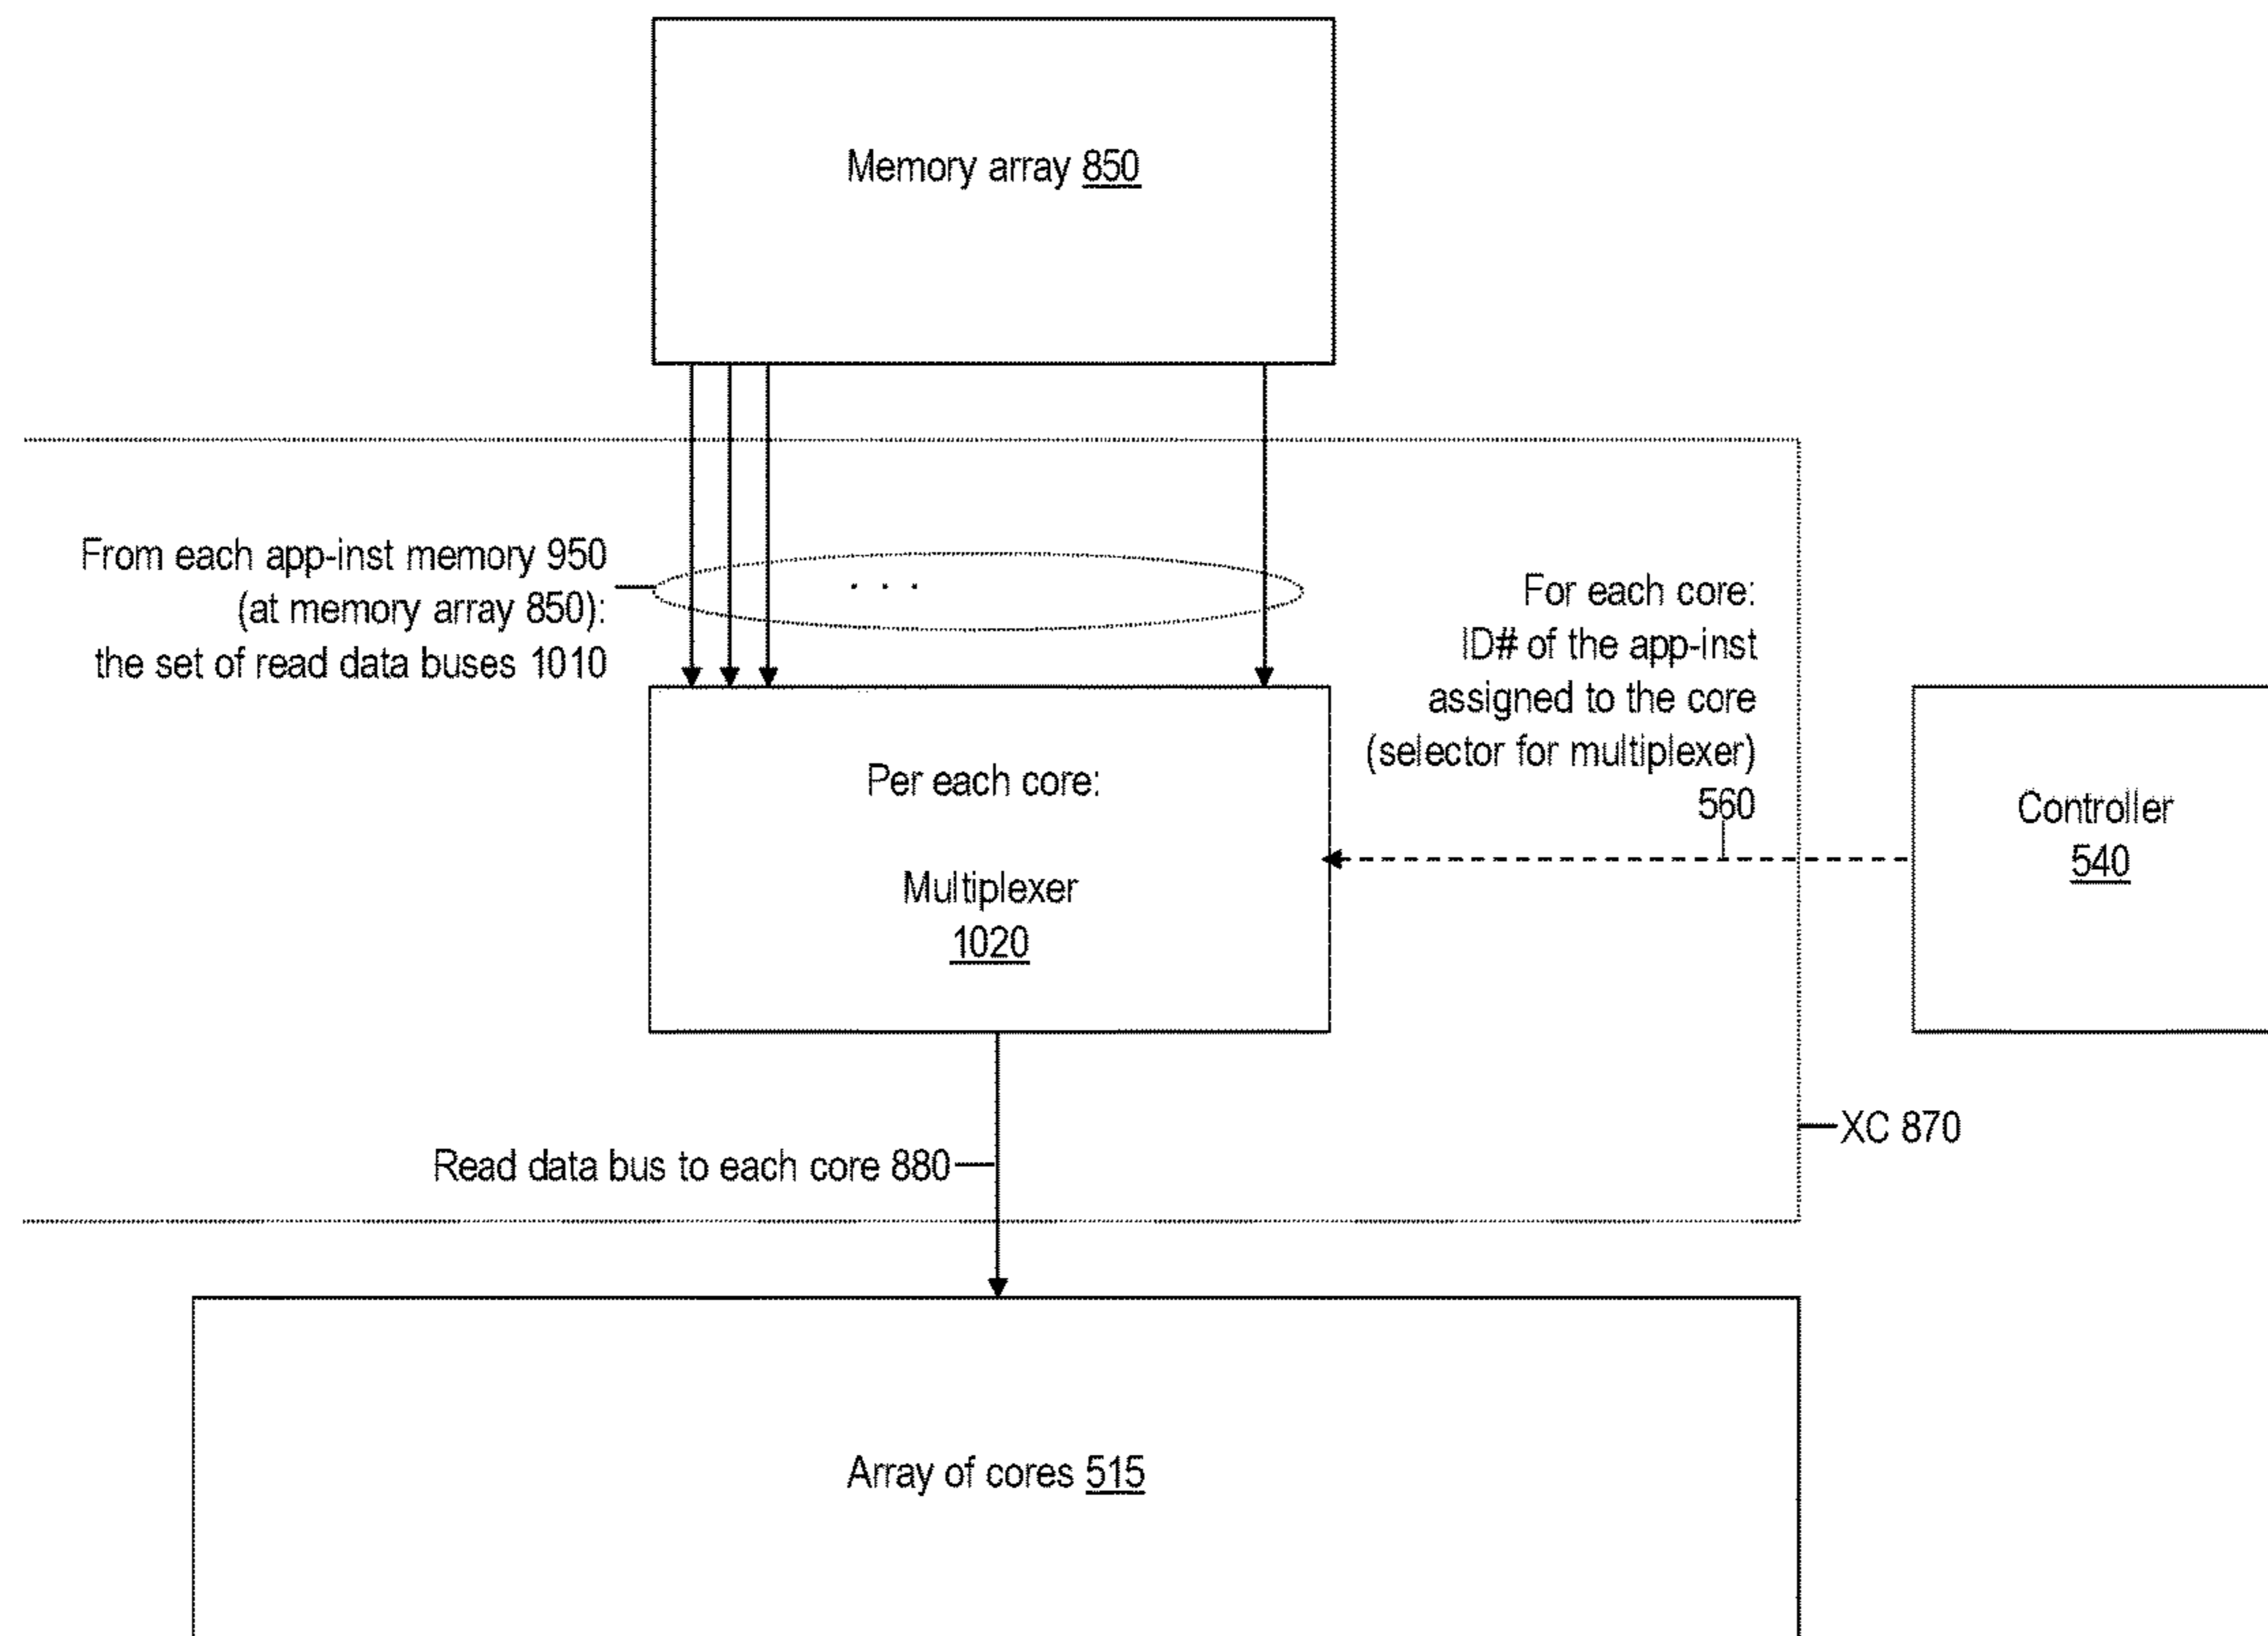 Memory array 850
From each app-inst memory 950
(at memory array 850):
the set of read data buses 1010
. . .
For each core:
ID# of the app-inst
assigned to the core
(selector for multiplexer)
560
Per each core:
Multiplexer
1020
Controller
540
XC 870
Read data bus to each core 880
Array of cores 515